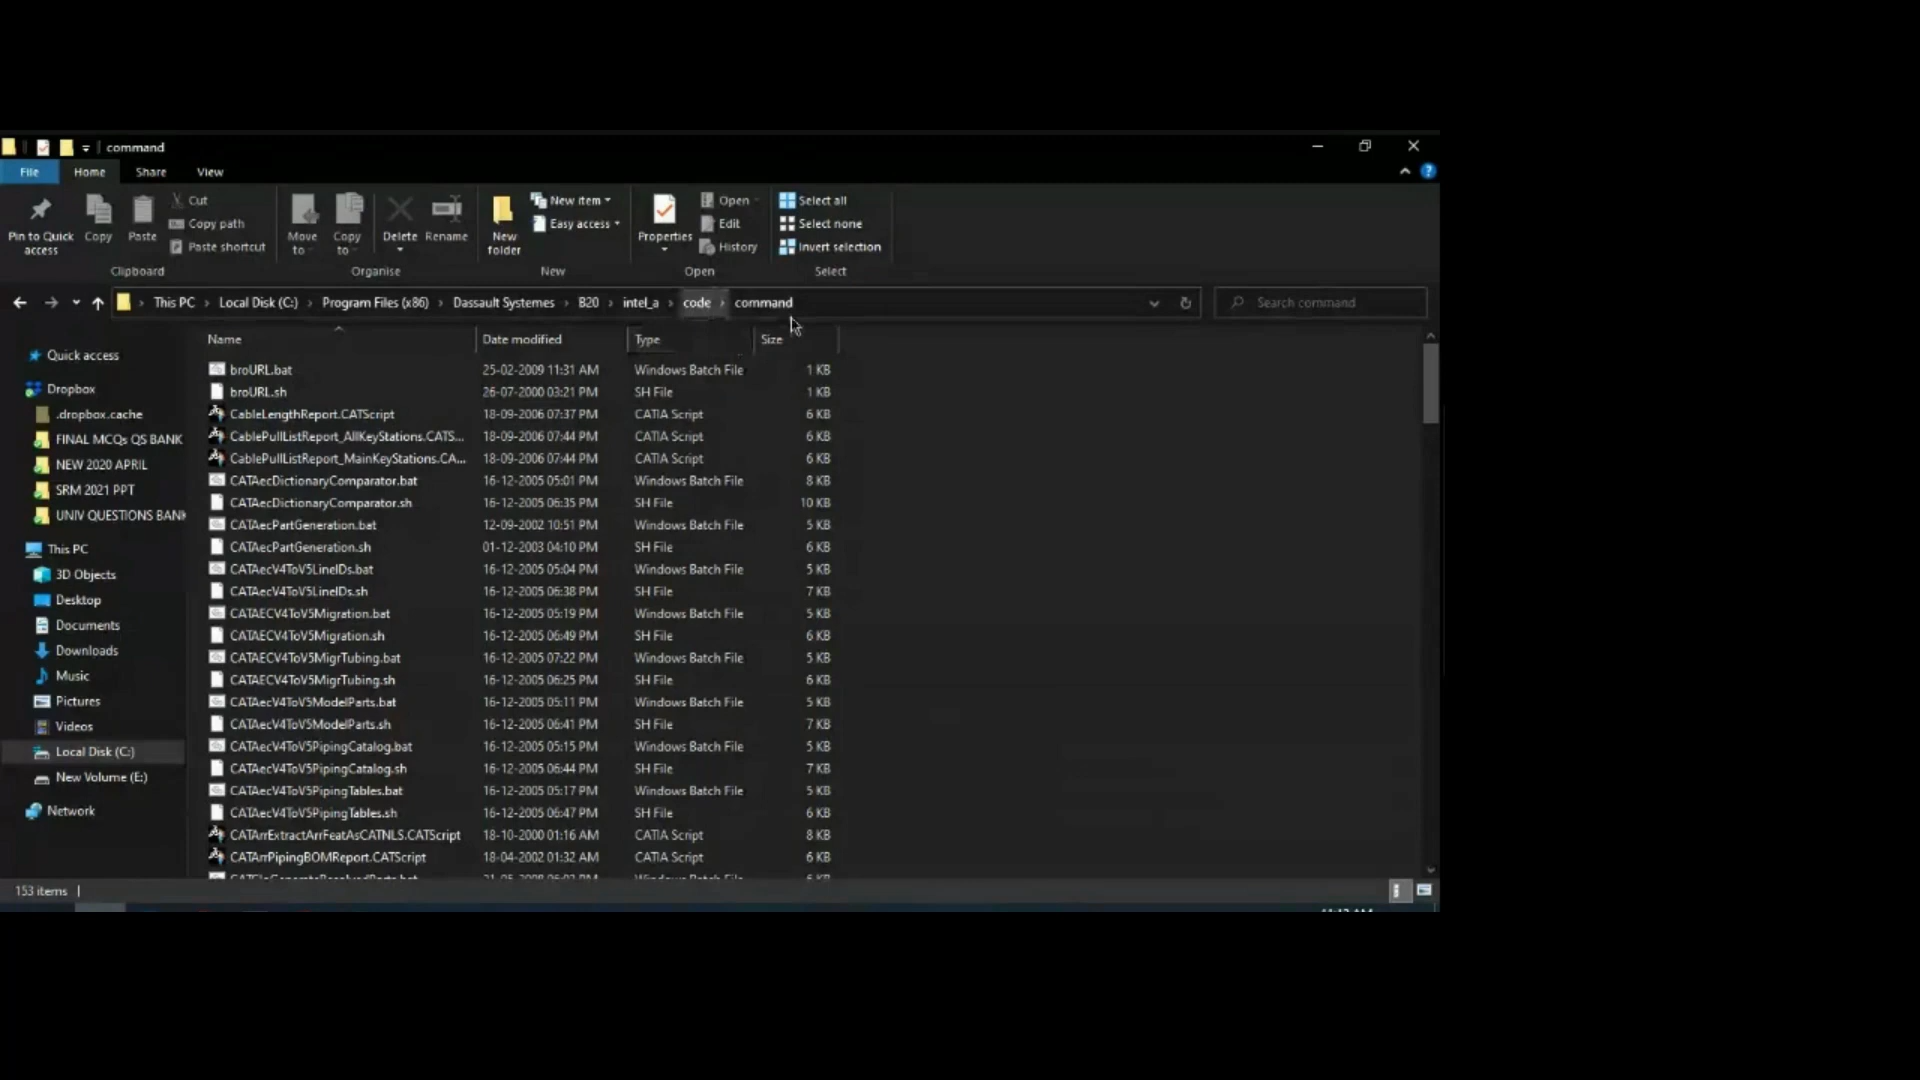 command
File Home Share View
Pin to Quick access
Copy
Paste
Cut
Copy path
Paste shortcut
Clipboard
Move to
Copy to
Delete
Rename
Organise
New folder
New item
Easy access
New
Properties
Open
Edit
History
Open
Select all
Select none
Invert selection
Select
This PC › Local Disk (C:) › Program Files (x86) › Dassault Systemes › B20 › intel_a › code › command
Search command
Quick access
Dropbox
.dropbox.cache
FINAL MCQs QS BANK
NEW 2020 APRIL
SRM 2021 PPT
UNIV QUESTIONS BANK
This PC
3D Objects
Desktop
Documents
Downloads
Music
Pictures
Videos
Local Disk (C:)
New Volume (E:)
Network
Name Date modified Type Size
broURL.bat 25-02-2009 11:31 AM Windows Batch File 1 KB
broURL.sh 26-07-2000 03:21 PM SH File 1 KB
CableLengthReport.CATScript 18-09-2006 07:37 PM CATIA Script 6 KB
CablePullListReport_AllKeyStations.CATS... 18-09-2006 07:44 PM CATIA Script 6 KB
CablePullListReport_MainKeyStations.CA... 18-09-2006 07:44 PM CATIA Script 6 KB
CATAecDictionaryComparator.bat 16-12-2005 05:01 PM Windows Batch File 8 KB
CATAecDictionaryComparator.sh 16-12-2005 06:35 PM SH File 10 KB
CATAecPartGeneration.bat 12-09-2002 10:51 PM Windows Batch File 5 KB
CATAecPartGeneration.sh 01-12-2003 04:10 PM SH File 6 KB
CATAecV4ToV5LineIDs.bat 16-12-2005 05:04 PM Windows Batch File 5 KB
CATAecV4ToV5LineIDs.sh 16-12-2005 06:38 PM SH File 7 KB
CATAECV4ToV5Migration.bat 16-12-2005 05:19 PM Windows Batch File 5 KB
CATAECV4ToV5Migration.sh 16-12-2005 06:49 PM SH File 6 KB
CATAECV4ToV5MigrTubing.bat 16-12-2005 07:22 PM Windows Batch File 5 KB
CATAECV4ToV5MigrTubing.sh 16-12-2005 06:25 PM SH File 6 KB
CATAecV4ToV5ModelParts.bat 16-12-2005 05:11 PM Windows Batch File 5 KB
CATAecV4ToV5ModelParts.sh 16-12-2005 06:41 PM SH File 7 KB
CATAecV4ToV5PipingCatalog.bat 16-12-2005 05:15 PM Windows Batch File 5 KB
CATAecV4ToV5PipingCatalog.sh 16-12-2005 06:44 PM SH File 7 KB
CATAecV4ToV5PipingTables.bat 16-12-2005 05:17 PM Windows Batch File 5 KB
CATAecV4ToV5PipingTables.sh 16-12-2005 06:47 PM SH File 6 KB
CATArrExtractArrFeatAsCATNLS.CATScript 18-10-2000 01:16 AM CATIA Script 8 KB
CATArrPipingBOMReport.CATScript 18-04-2002 01:32 AM CATIA Script 6 KB
153 items